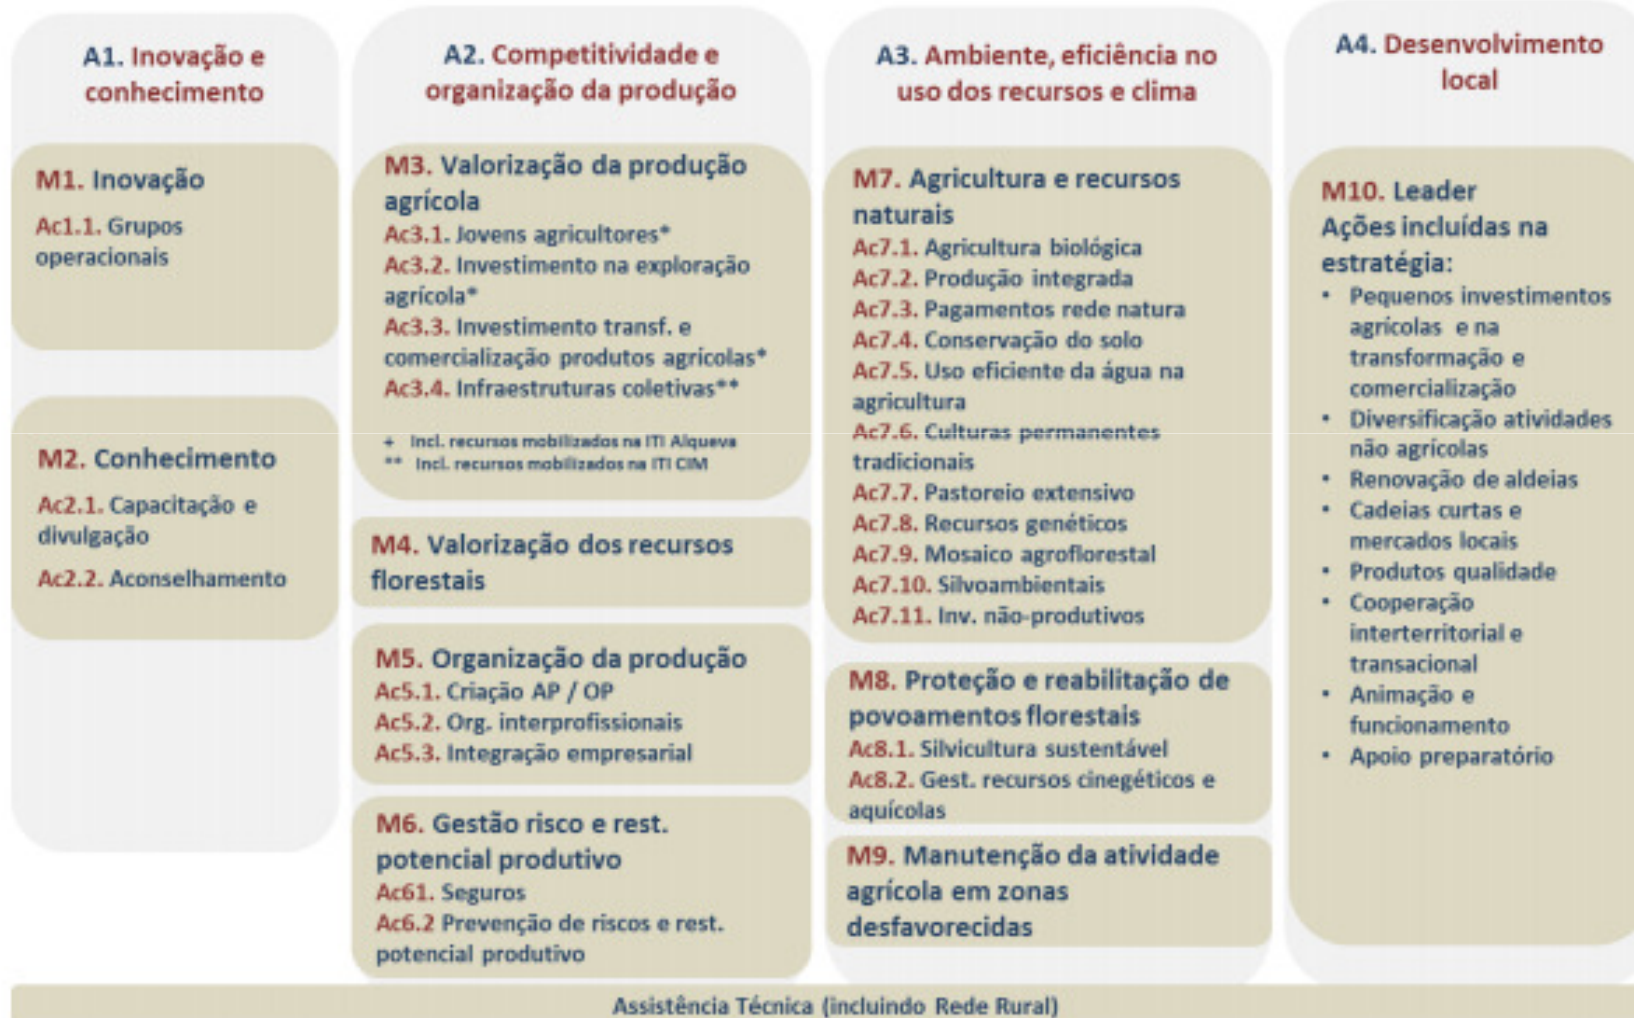 A1. Inovação e
conhecimento
M1. Inovação
Ac1.1. Grupos
operacionais
M2. Conhecimento
Ac2.1. Capacitação e
divulgação
Ac2.2. Aconselhamento
A2. Competitividade e
organização da produção
M3. Valorização da produção
agrícola
Ac3.1. Jovens agricultores*
Ac3.2. Investimento na exploração
agrícola*
Ac3.3. Investimento transf. e
comercialização produtos agrícolas*
Ac3.4. Infraestruturas coletivas**
+ Incl. recursos mobilizados na ITI Alqueva
** Incl. recursos mobilizados na ITI CIM
M4. Valorização dos recursos
florestais
M5. Organização da produção
Ac5.1. Criação AP / OP
Ac5.2. Org. interprofissionais
Ac5.3. Integração empresarial
M6. Gestão risco e rest.
potencial produtivo
Ac61. Seguros
Ac6.2 Prevenção de riscos e rest.
potencial produtivo
A3. Ambiente, eficiência no
uso dos recursos e clima
M7. Agricultura e recursos
naturais
Ac7.1. Agricultura biológica
Ac7.2. Produção integrada
Ac7.3. Pagamentos rede natura
Ac7.4. Conservação do solo
Ac7.5. Uso eficiente da água na
agricultura
Ac7.6. Culturas permanentes
tradicionais
Ac7.7. Pastoreio extensivo
Ac7.8. Recursos genéticos
Ac7.9. Mosaico agroflorestal
Ac7.10. Silvoambientais
Ac7.11. Inv. não-produtivos
M8. Proteção e reabilitação de
povoamentos florestais
Ac8.1. Silvicultura sustentável
Ac8.2. Gest. recursos cinegéticos e
aquícolas
M9. Manutenção da atividade
agrícola em zonas
desfavorecidas
A4. Desenvolvimento
local
M10. Leader
Ações incluídas na
estratégia:
• Pequenos investimentos
agrícolas e na
transformação e
comercialização
• Diversificação atividades
não agrícolas
• Renovação de aldeias
• Cadeias curtas e
mercados locais
• Produtos qualidade
• Cooperação
interterritorial e
transacional
• Animação e
funcionamento
• Apoio preparatório
Assistência Técnica (incluindo Rede Rural)